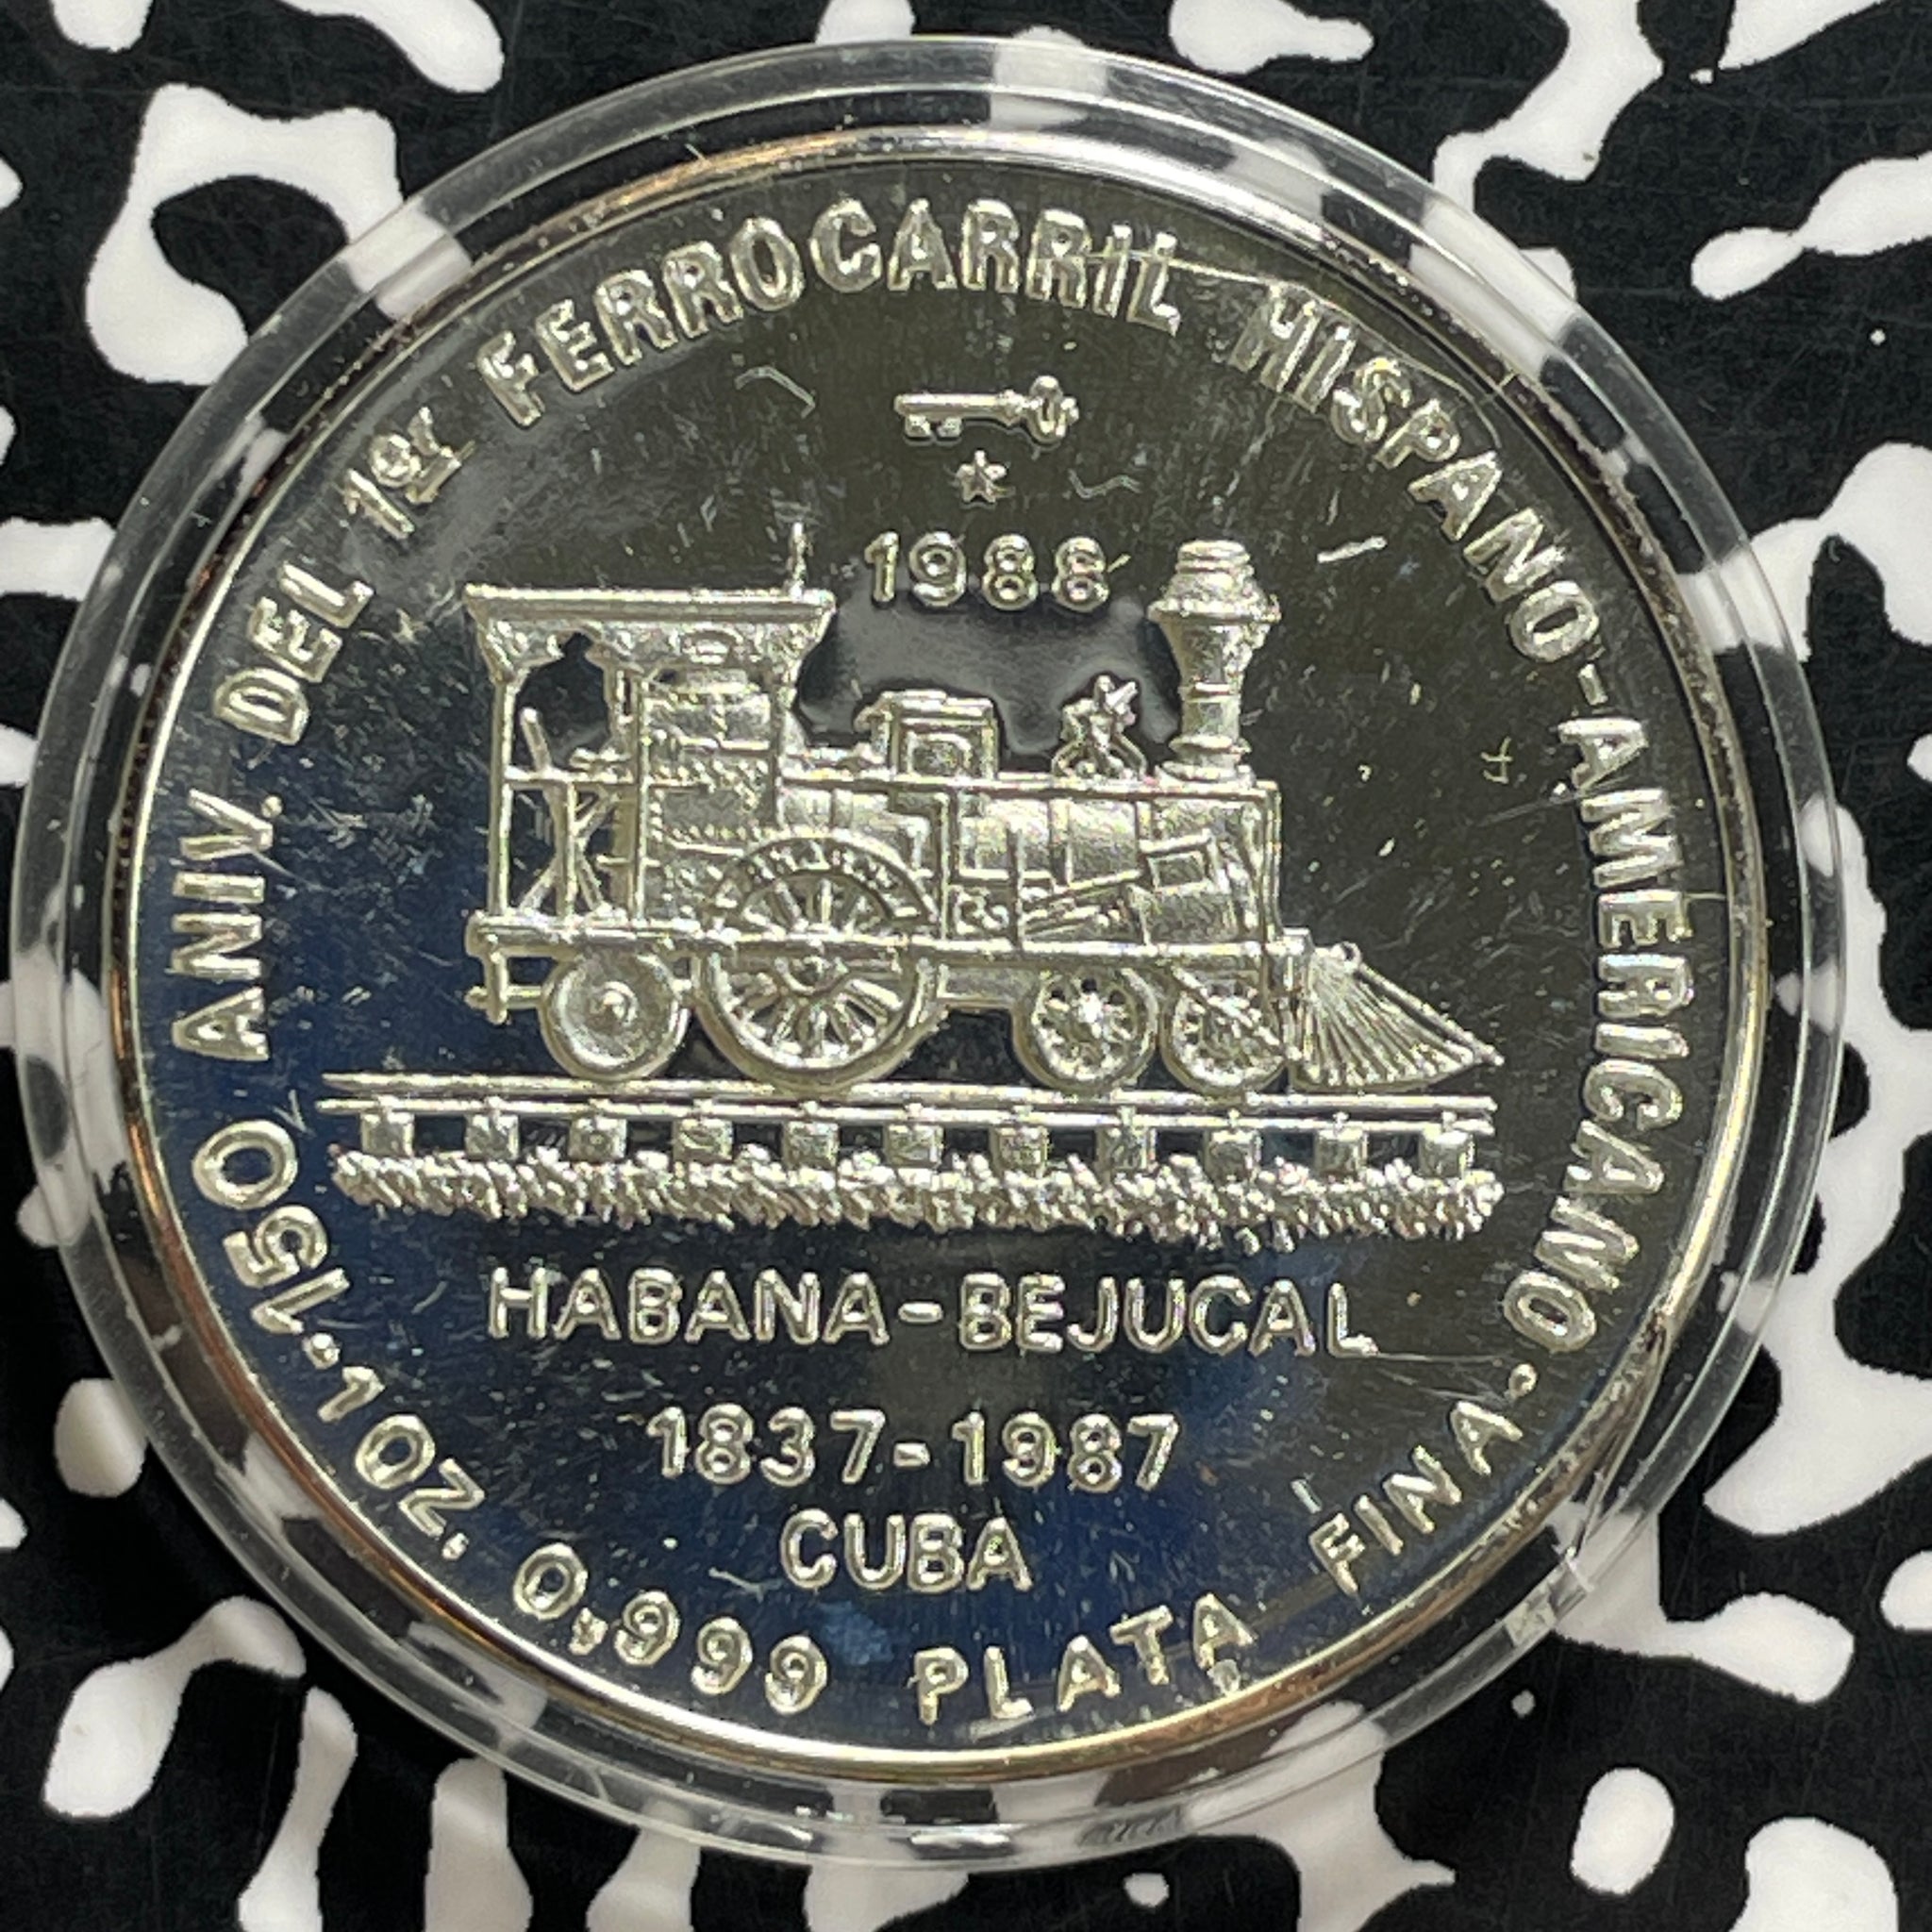 150 ANIV. DEL 1er FERROCARRIL HISPANO-AMERICANO.
1988
HABANA-BEJUCAL
1837-1987
CUBA
1 OZ. 0,999 PLATA FINA.